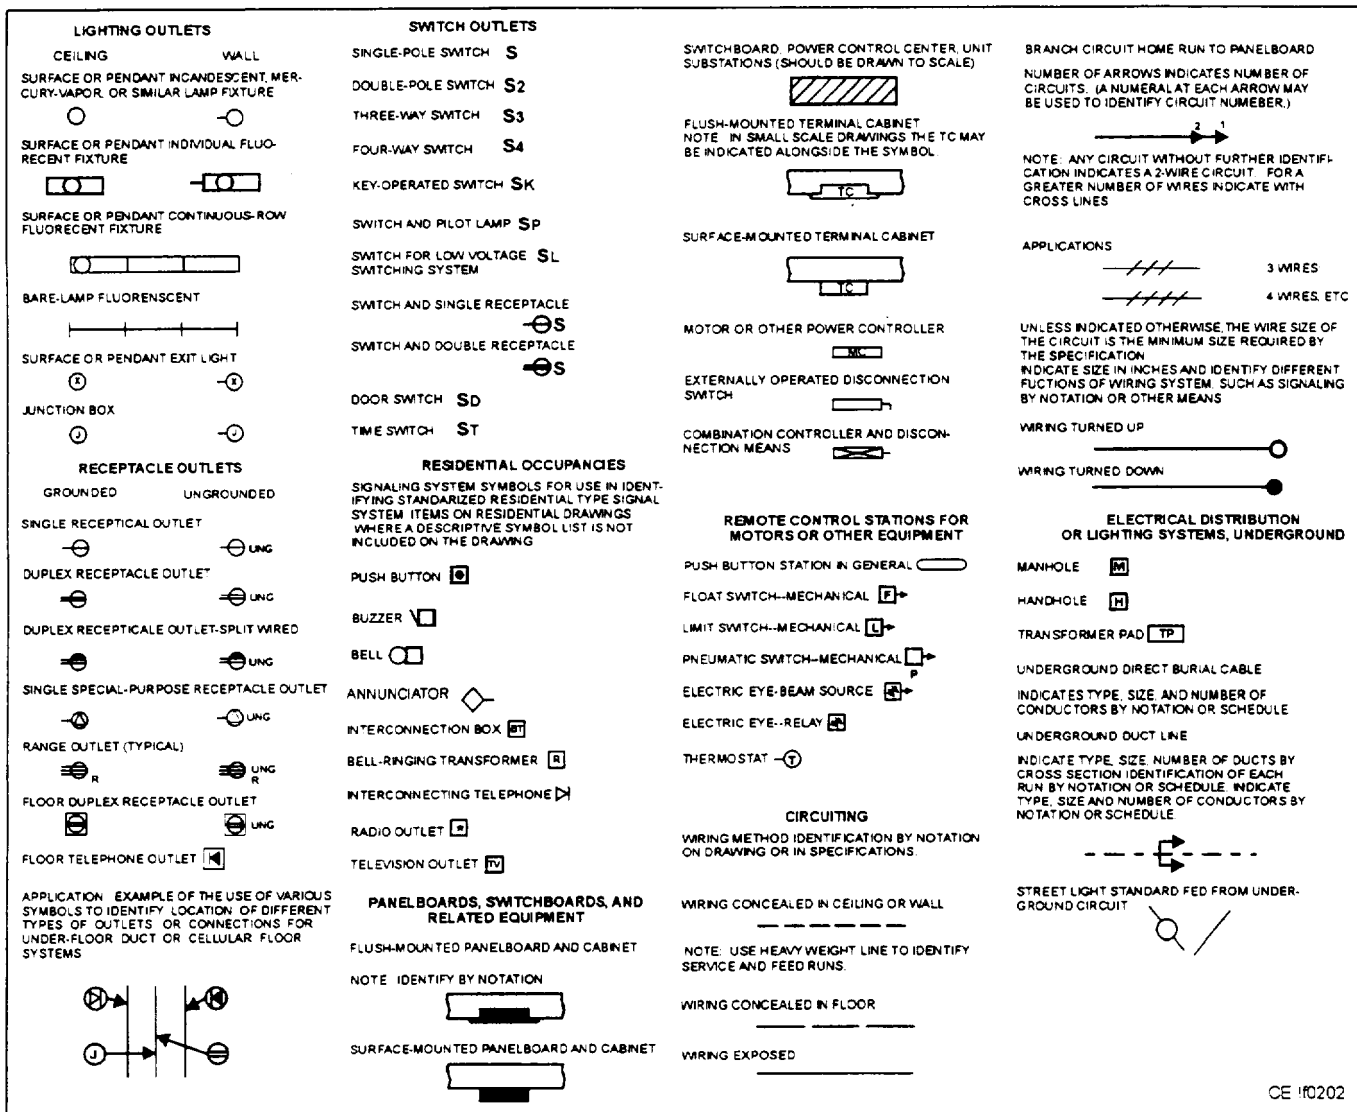 LIGHTING OUTLETS
CEILING WALL
SURFACE OR PENDANT INCANDESCENT, MER-
CURY-VAPOR, OR SIMILAR LAMP FIXTURE
SURFACE OR PENDANT INDIVIDUAL FLUO-
RECENT FIXTURE
SURFACE OR PENDANT CONTINUOUS-ROW
FLUORECENT FIXTURE
BARE-LAMP FLUORENSCENT
SURFACE OR PENDANT EXIT LIGHT
X X
JUNCTION BOX
J J
RECEPTACLE OUTLETS
GROUNDED UNGROUNDED
SINGLE RECEPTICAL OUTLET
UNG
DUPLEX RECEPTACLE OUTLET
UNG
DUPLEX RECEPTICALE OUTLET-SPLIT WIRED
UNG
SINGLE SPECIAL-PURPOSE RECEPTACLE OUTLET
UNG
RANGE OUTLET (TYPICAL)
R UNG
R
FLOOR DUPLEX RECEPTACLE OUTLET
UNG
FLOOR TELEPHONE OUTLET
APPLICATION EXAMPLE OF THE USE OF VARIOUS
SYMBOLS TO IDENTIFY LOCATION OF DIFFERENT
TYPES OF OUTLETS OR CONNECTIONS FOR
UNDER-FLOOR DUCT OR CELLULAR FLOOR
SYSTEMS
J
SWITCH OUTLETS
SINGLE-POLE SWITCH S
DOUBLE-POLE SWITCH S2
THREE-WAY SWITCH S3
FOUR-WAY SWITCH S4
KEY-OPERATED SWITCH SK
SWITCH AND PILOT LAMP SP
SWITCH FOR LOW VOLTAGE SL
SWITCHING SYSTEM
SWITCH AND SINGLE RECEPTACLE
S
SWITCH AND DOUBLE RECEPTACLE
S
DOOR SWITCH SD
TIME SWITCH ST
RESIDENTIAL OCCUPANCIES
SIGNALING SYSTEM SYMBOLS FOR USE IN IDENT-
IFYING STANDARIZED RESIDENTIAL TYPE SIGNAL
SYSTEM ITEMS ON RESIDENTIAL DRAWINGS
WHERE A DESCRIPTIVE SYMBOL LIST IS NOT
INCLUDED ON THE DRAWING
PUSH BUTTON
BUZZER
BELL
ANNUNCIATOR
INTERCONNECTION BOX
BELL-RINGING TRANSFORMER R
INTERCONNECTING TELEPHONE
RADIO OUTLET
TELEVISION OUTLET TV
PANELBOARDS, SWITCHBOARDS, AND
RELATED EQUIPMENT
FLUSH-MOUNTED PANELBOARD AND CABINET
NOTE IDENTIFY BY NOTATION
SURFACE-MOUNTED PANELBOARD AND CABINET
SWITCHBOARD, POWER CONTROL CENTER, UNIT
SUBSTATIONS (SHOULD BE DRAWN TO SCALE)
FLUSH-MOUNTED TERMINAL CABINET
NOTE IN SMALL SCALE DRAWINGS THE TC MAY
BE INDICATED ALONGSIDE THE SYMBOL
TC
SURFACE-MOUNTED TERMINAL CABINET
TC
MOTOR OR OTHER POWER CONTROLLER
MC
EXTERNALLY OPERATED DISCONNECTION
SWITCH
COMBINATION CONTROLLER AND DISCON-
NECTION MEANS
REMOTE CONTROL STATIONS FOR
MOTORS OR OTHER EQUIPMENT
PUSH BUTTON STATION IN GENERAL
FLOAT SWITCH--MECHANICAL F
LIMIT SWITCH--MECHANICAL L
PNEUMATIC SWITCH--MECHANICAL
P
ELECTRIC EYE-BEAM SOURCE
ELECTRIC EYE--RELAY
THERMOSTAT T
CIRCUITING
WIRING METHOD IDENTIFICATION BY NOTATION
ON DRAWING OR IN SPECIFICATIONS.
WIRING CONCEALED IN CEILING OR WALL
NOTE: USE HEAVY WEIGHT LINE TO IDENTIFY
SERVICE AND FEED RUNS.
WIRING CONCEALED IN FLOOR
WIRING EXPOSED
BRANCH CIRCUIT HOME RUN TO PANELBOARD
NUMBER OF ARROWS INDICATES NUMBER OF
CIRCUITS. (A NUMERAL AT EACH ARROW MAY
BE USED TO IDENTIFY CIRCUIT NUMEBER.)
2 1
NOTE: ANY CIRCUIT WITHOUT FURTHER IDENTIFI-
CATION INDICATES A 2-WIRE CIRCUIT. FOR A
GREATER NUMBER OF WIRES INDICATE WITH
CROSS LINES
APPLICATIONS
3 WIRES
4 WIRES, ETC
UNLESS INDICATED OTHERWISE, THE WIRE SIZE OF
THE CIRCUIT IS THE MINIMUM SIZE REQUIRED BY
THE SPECIFICATION
INDICATE SIZE IN INCHES AND IDENTIFY DIFFERENT
FUCTIONS OF WIRING SYSTEM, SUCH AS SIGNALING
BY NOTATION OR OTHER MEANS
WIRING TURNED UP
WIRING TURNED DOWN
ELECTRICAL DISTRIBUTION
OR LIGHTING SYSTEMS, UNDERGROUND
MANHOLE M
HANDHOLE H
TRANSFORMER PAD TP
UNDERGROUND DIRECT BURIAL CABLE
INDICATES TYPE, SIZE, AND NUMBER OF
CONDUCTORS BY NOTATION OR SCHEDULE
UNDERGROUND DUCT LINE
INDICATE TYPE, SIZE, NUMBER OF DUCTS BY
CROSS SECTION IDENTIFICATION OF EACH
RUN BY NOTATION OR SCHEDULE. INDICATE
TYPE, SIZE AND NUMBER OF CONDUCTORS BY
NOTATION OR SCHEDULE
STREET LIGHT STANDARD FED FROM UNDER-
GROUND CIRCUIT
CE